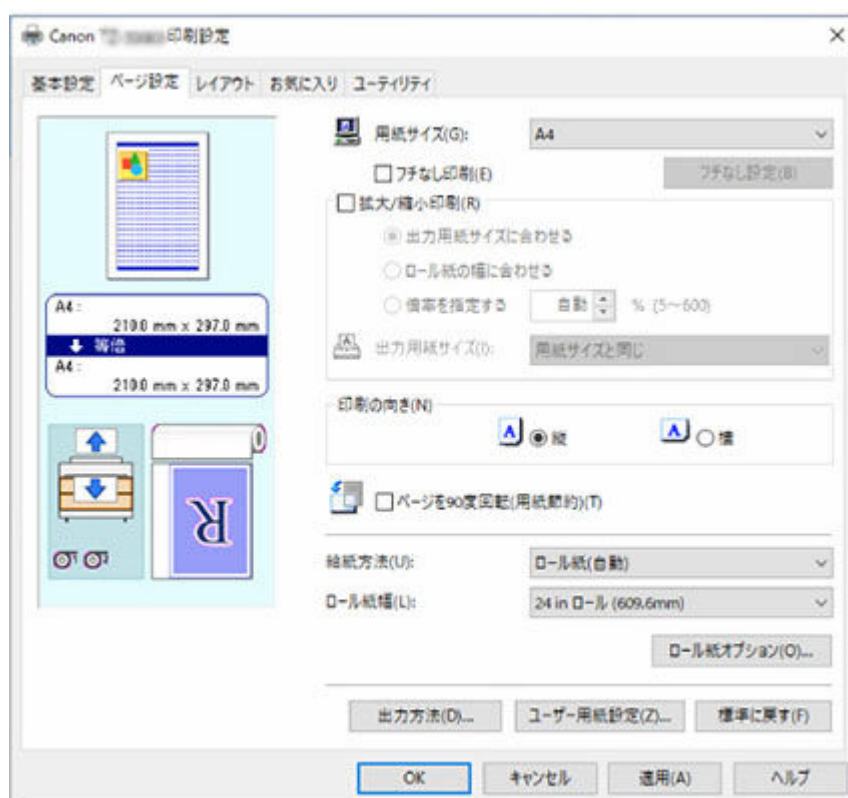 Canon 印刷設定
基本設定 ページ設定 レイアウト お気に入り ユーティリティ
用紙サイズ(G): A4
フチなし印刷(E) フチなし設定(B)
拡大/縮小印刷(R)
出力用紙サイズに合わせる
ロール紙の幅に合わせる
倍率を指定する 自動 % (5～600)
出力用紙サイズ(I): 用紙サイズと同じ
A4 :
210.0 mm x 297.0 mm
等倍
A4 :
210.0 mm x 297.0 mm
印刷の向き(N)
A 縦 A 横
R
ページを90度回転(用紙節約)(T)
給紙方法(U): ロール紙(自動)
ロール紙幅(L): 24 in ロール (609.6mm)
ロール紙オプション(O)...
出力方法(D)... ユーザー用紙設定(Z)... 標準に戻す(F)
OK キャンセル 適用(A) ヘルプ